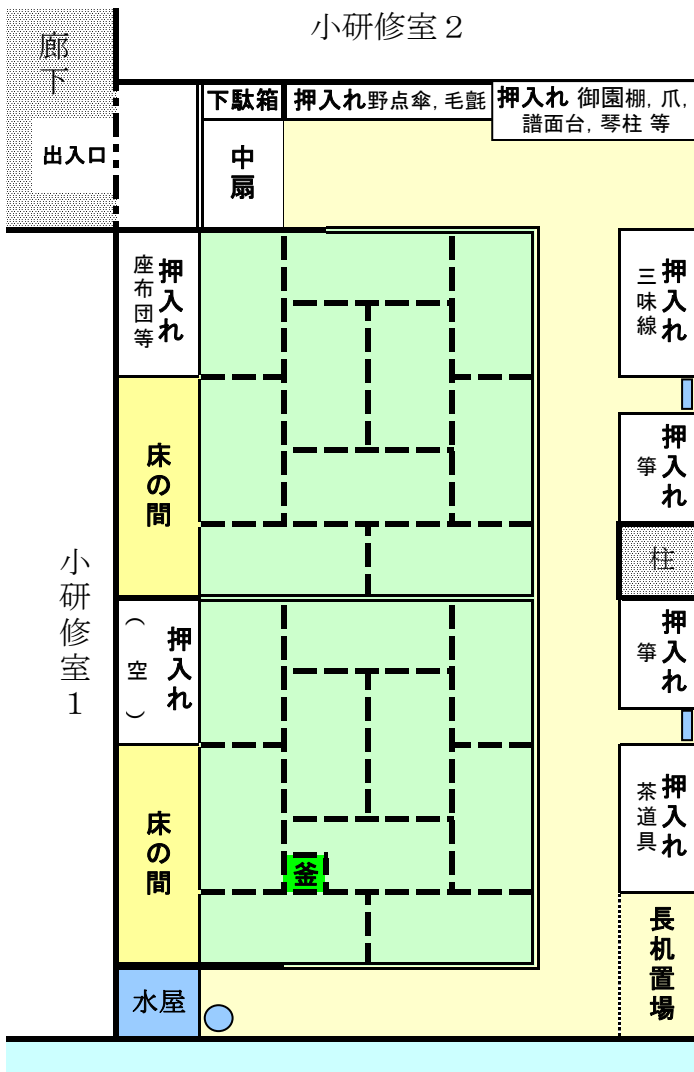 小研修室２
廊下
出入口
下駄箱
押入れ 野点傘, 毛氈
押入れ 御園棚, 爪,
譜面台, 琴柱 等
中扇
押入れ
座布団等
床の間
押入れ
三味線
押入れ
箏
柱
小研修室１
押入れ
（空）
床の間
釜
押入れ
箏
押入れ
茶道具
長机置場
水屋